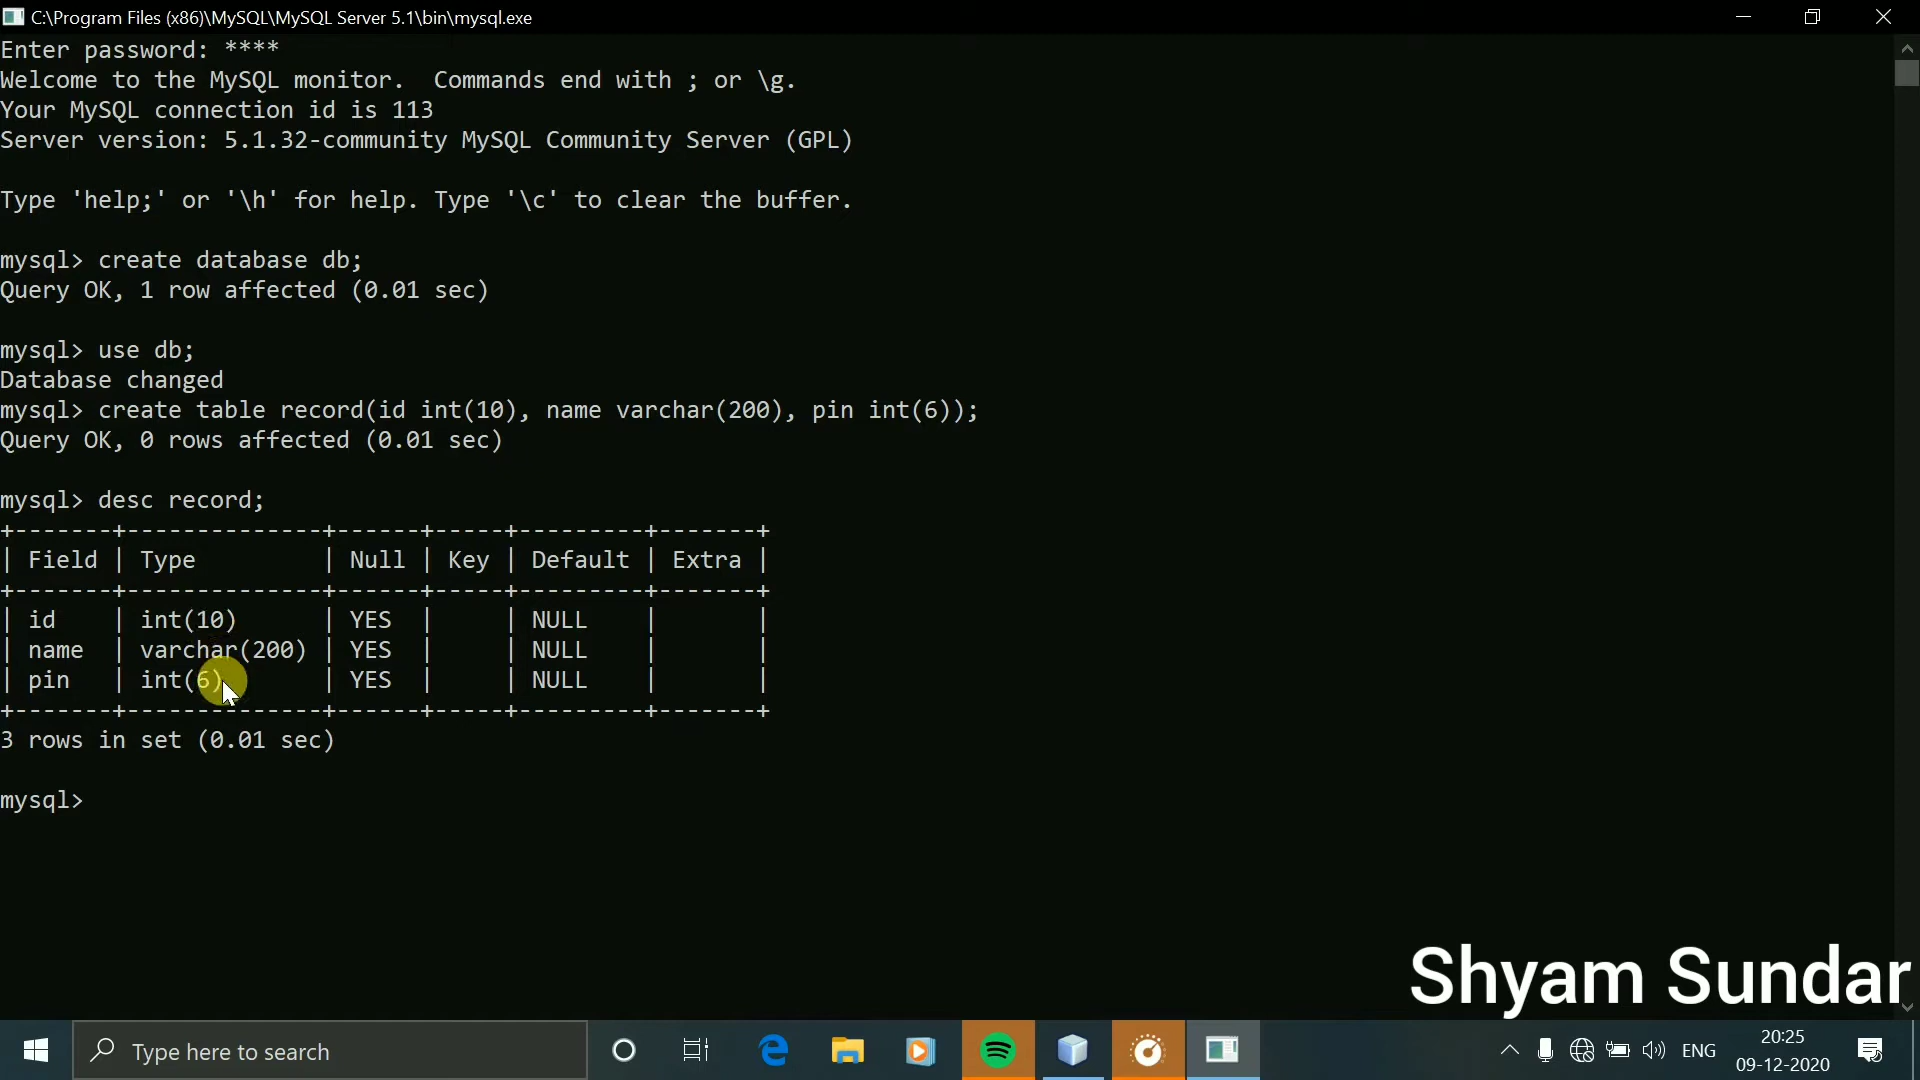 C:\Program Files (x86)\MySQL\MySQL Server 5.1\bin\mysql.exe
Enter password: ****
Welcome to the MySQL monitor.  Commands end with ; or \g.
Your MySQL connection id is 113
Server version: 5.1.32-community MySQL Community Server (GPL)
Type 'help;' or '\h' for help. Type '\c' to clear the buffer.
mysql> create database db;
Query OK, 1 row affected (0.01 sec)
mysql> use db;
Database changed
mysql> create table record(id int(10), name varchar(200), pin int(6));
Query OK, 0 rows affected (0.01 sec)
mysql> desc record;
+-------+--------------+------+-----+---------+-------+
| Field | Type         | Null | Key | Default | Extra |
+-------+--------------+------+-----+---------+-------+
| id    | int(10)      | YES  |     | NULL    |       |
| name  | varchar(200) | YES  |     | NULL    |       |
| pin   | int(6)       | YES  |     | NULL    |       |
+-------+--------------+------+-----+---------+-------+
3 rows in set (0.01 sec)
mysql>
Shyam Sundar
Type here to search
ENG
20:25
09-12-2020